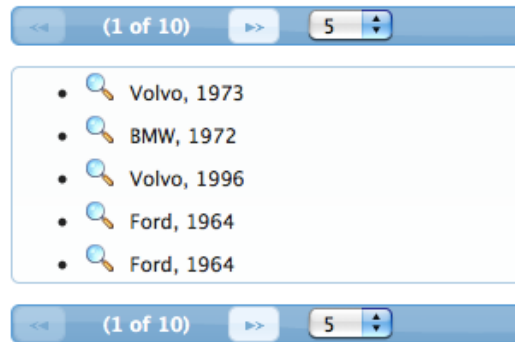 (1 of 10) 5
Volvo, 1973
BMW, 1972
Volvo, 1996
Ford, 1964
Ford, 1964
(1 of 10) 5